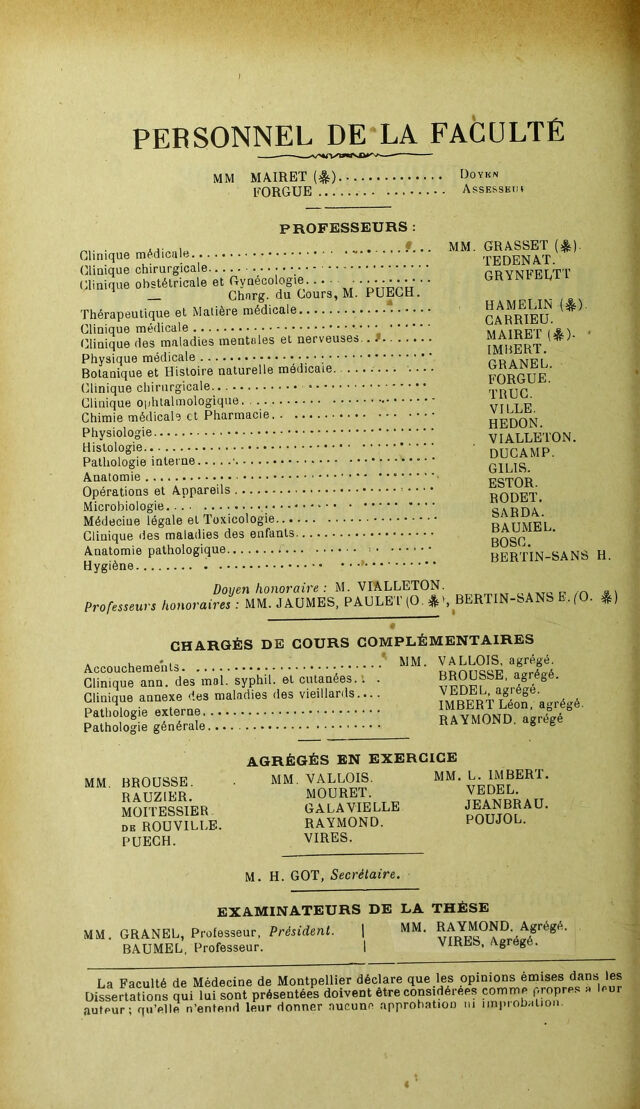 PERSONNEL DE LA FACULTÉ
MM MAIRET (✻).............. DOYEN
FORGUE .................. ASSESSEUR
PROFESSEURS :
Clinique médicale.......................... MM. GRASSET (✻).
Clinique chirurgicale.......................... TEDENAT.
Clinique obstétricale et Gynécologie.......... GRYNFELTT
— Charg. du Cours, M. PUECH.
Thérapeutique et Matière médicale............. HAMELIN (✻).
Clinique médicale ............................. CARRIEU.
Clinique des maladies mentales et nerveuses.......... MAIRET (✻).
Physique médicale ............................. IMBERT.
Botanique et Histoire naturelle médicale........... GRANEL.
Clinique chirurgicale.......................... FORGUE.
Clinique ophtalmologique....................... TRUC.
Chimie médicale et Pharmacie................... VILLE.
Physiologie.................................... HEDON.
Histologie..................................... VIALLETON.
Pathologie interne............................. DUCAMP.
Anatomie ...................................... GILIS.
Opérations et Appareils ....................... ESTOR.
Microbiologie.................................. RODET.
Médecine légale et Toxicologie................. SARDA.
Clinique des maladies des enfants.............. BAUMEL.
Anatomie pathologique.......................... BOSC.
Hygiène........................................ BERTIN-SANS H.
Doyen honoraire : M. VIALLETON.
Professeurs honoraires : MM. JAUMES, PAULET (O. ✻), BERTIN-SANS E. (O. ✻)
CHARGÉS DE COURS COMPLÉMENTAIRES
Accouchements. ........................ MM. VALLOIS, agrégé.
Clinique ann. des mal. syphil. et cutanées. : . BROUSSE, agrégé.
Clinique annexe des maladies des vieillards.... VEDEL, agrégé.
Pathologie externe....................... IMBERT Léon, agrégé.
Pathologie générale...................... RAYMOND, agrégé
AGRÉGÉS EN EXERCICE
MM. BROUSSE. MM. VALLOIS. MM. L. IMBERT.
RAUZIER. MOURET. VEDEL.
MOITESSIER GALAVIELLE JEANBRAU.
DE ROUVILLE. RAYMOND. POUJOL.
PUECH. VIRES.
M. H. GOT, Secrétaire.
EXAMINATEURS DE LA THÈSE
MM. GRANEL, Professeur, Président. | MM. RAYMOND, Agrégé.
BAUMEL, Professeur. | VIRES, Agrégé.
La Faculté de Médecine de Montpellier déclare que les opinions émises dans les
Dissertations qui lui sont présentées doivent être considérées comme propres à leur
auteur; qu'elle n'entend leur donner aucune approbation ni improbation.